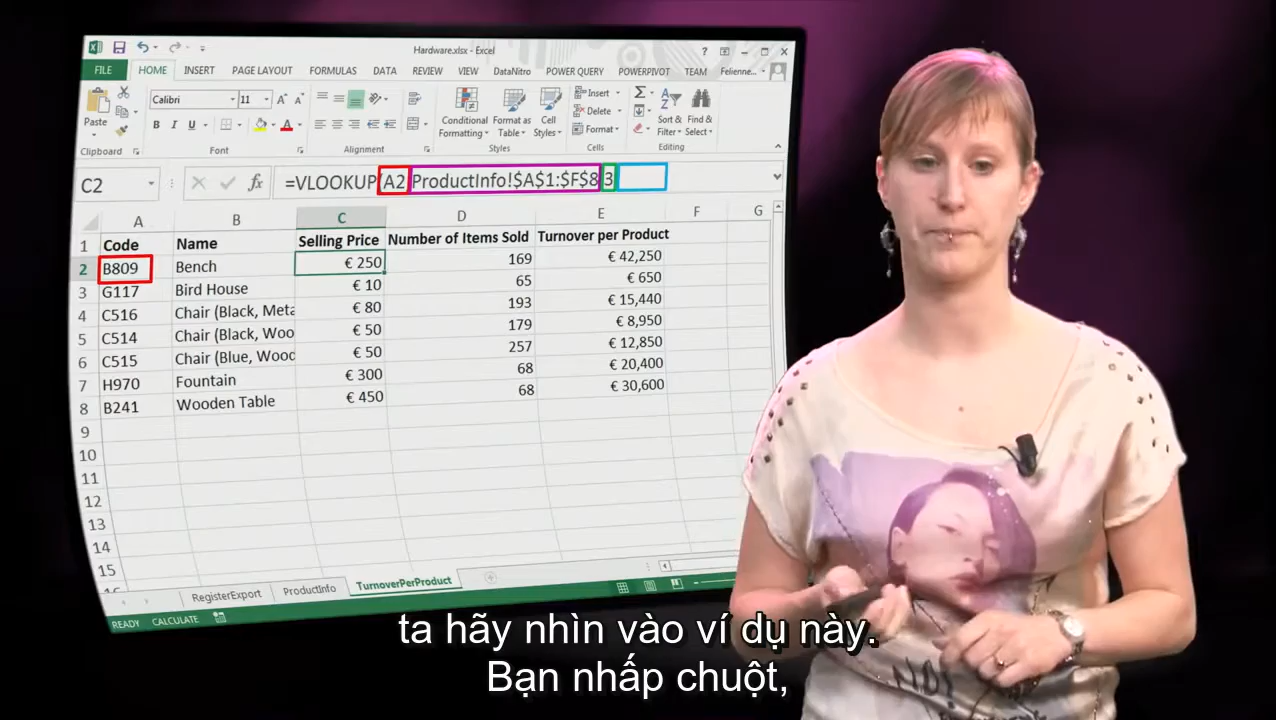 Hardware.xlsx - Excel
FILE HOME INSERT PAGE LAYOUT FORMULAS DATA REVIEW VIEW DataNitro POWER QUERY POWERPIVOT TEAM Felienne...
Calibri 11
Paste
B I U
Conditional Formatting
Format as Table
Cell Styles
Insert
Delete
Format
Sort & Filter
Find & Select
Clipboard Font Alignment Styles Cells Editing
C2 fx =VLOOKUP(A2 ProductInfo!$A$1:$F$8 3
A B C D E F G
1 Code Name Selling Price Number of Items Sold Turnover per Product
2 B809 Bench € 250 169 € 42,250
3 G117 Bird House € 10 65 € 650
4 C516 Chair (Black, Meta € 80 193 € 15,440
5 C514 Chair (Black, Woo € 50 179 € 8,950
6 C515 Chair (Blue, Wood € 50 257 € 12,850
7 H970 Fountain € 300 68 € 20,400
8 B241 Wooden Table € 450 68 € 30,600
9
10
11
12
13
14
15
RegisterExport ProductInfo TurnoverPerProduct
READY CALCULATE
ta hãy nhìn vào ví dụ này.
Bạn nhấp chuột,